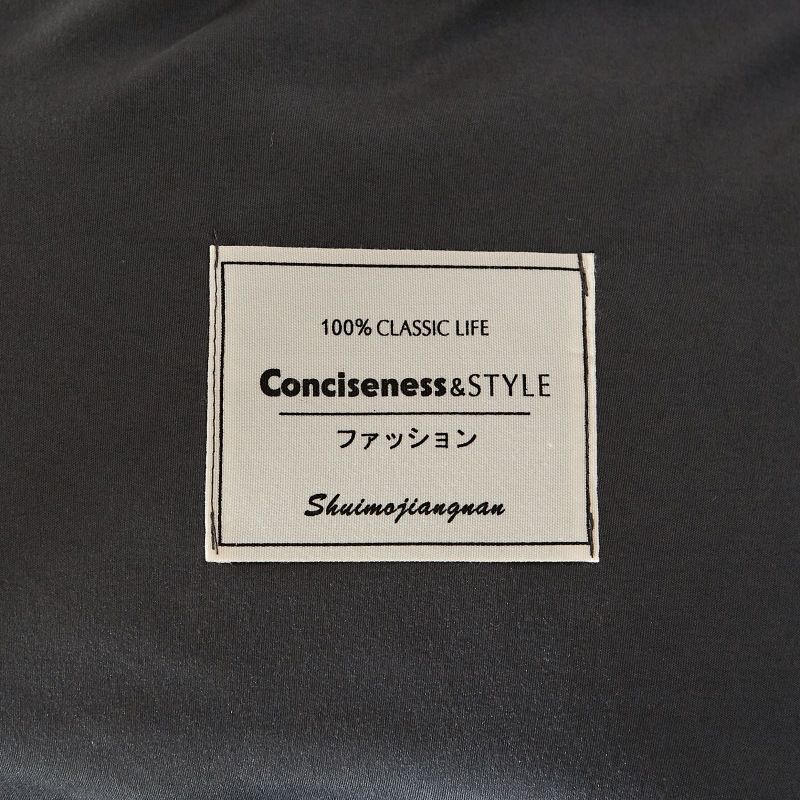 100% CLASSIC LIFE
Conciseness&STYLE
ファッション
Shuimojiangnan